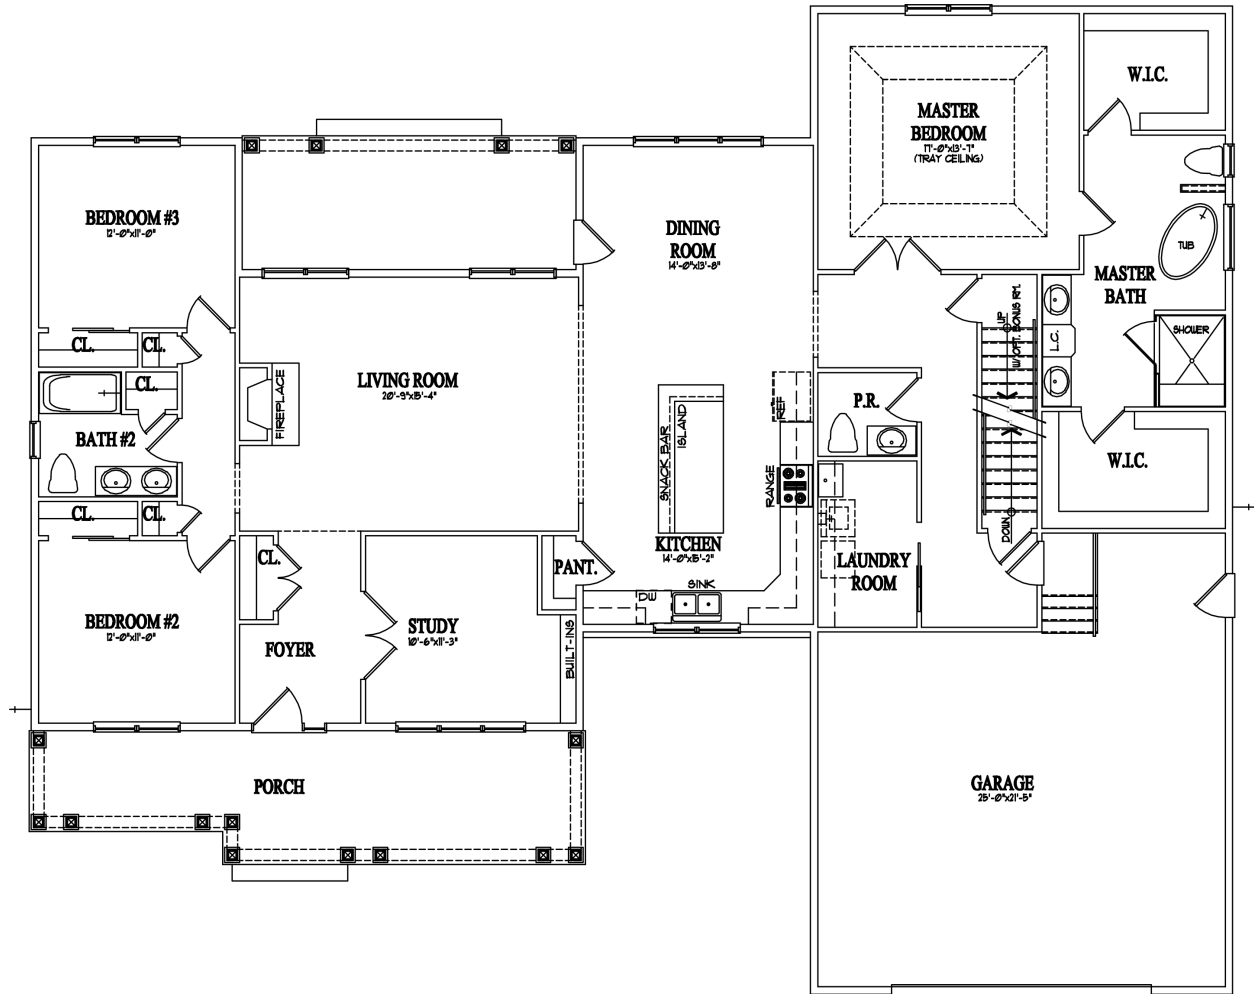 W.I.C.
MASTER
BEDROOM
17'-0"x13'-7"
(TRAY CEILING)
BEDROOM #3
12'-0"x11'-0"
DINING
ROOM
14'-0"x13'-8"
TUB
MASTER
BATH
UP
W/ OPT. BONUS RM.
SHOWER
L.C.
CL.
CL.
CL.
LIVING ROOM
20'-9"x15'-4"
FIREPLACE
REF
P.R.
BATH #2
SNACK BAR
ISLAND
RANGE
W.I.C.
CL.
CL.
DOWN
KITCHEN
14'-0"x15'-2"
CL.
PANT.
LAUNDRY
ROOM
SINK
DW
BEDROOM #2
12'-0"x11'-0"
FOYER
STUDY
10'-6"x11'-3"
BUILT-INS
PORCH
GARAGE
25'-0"x21'-5"